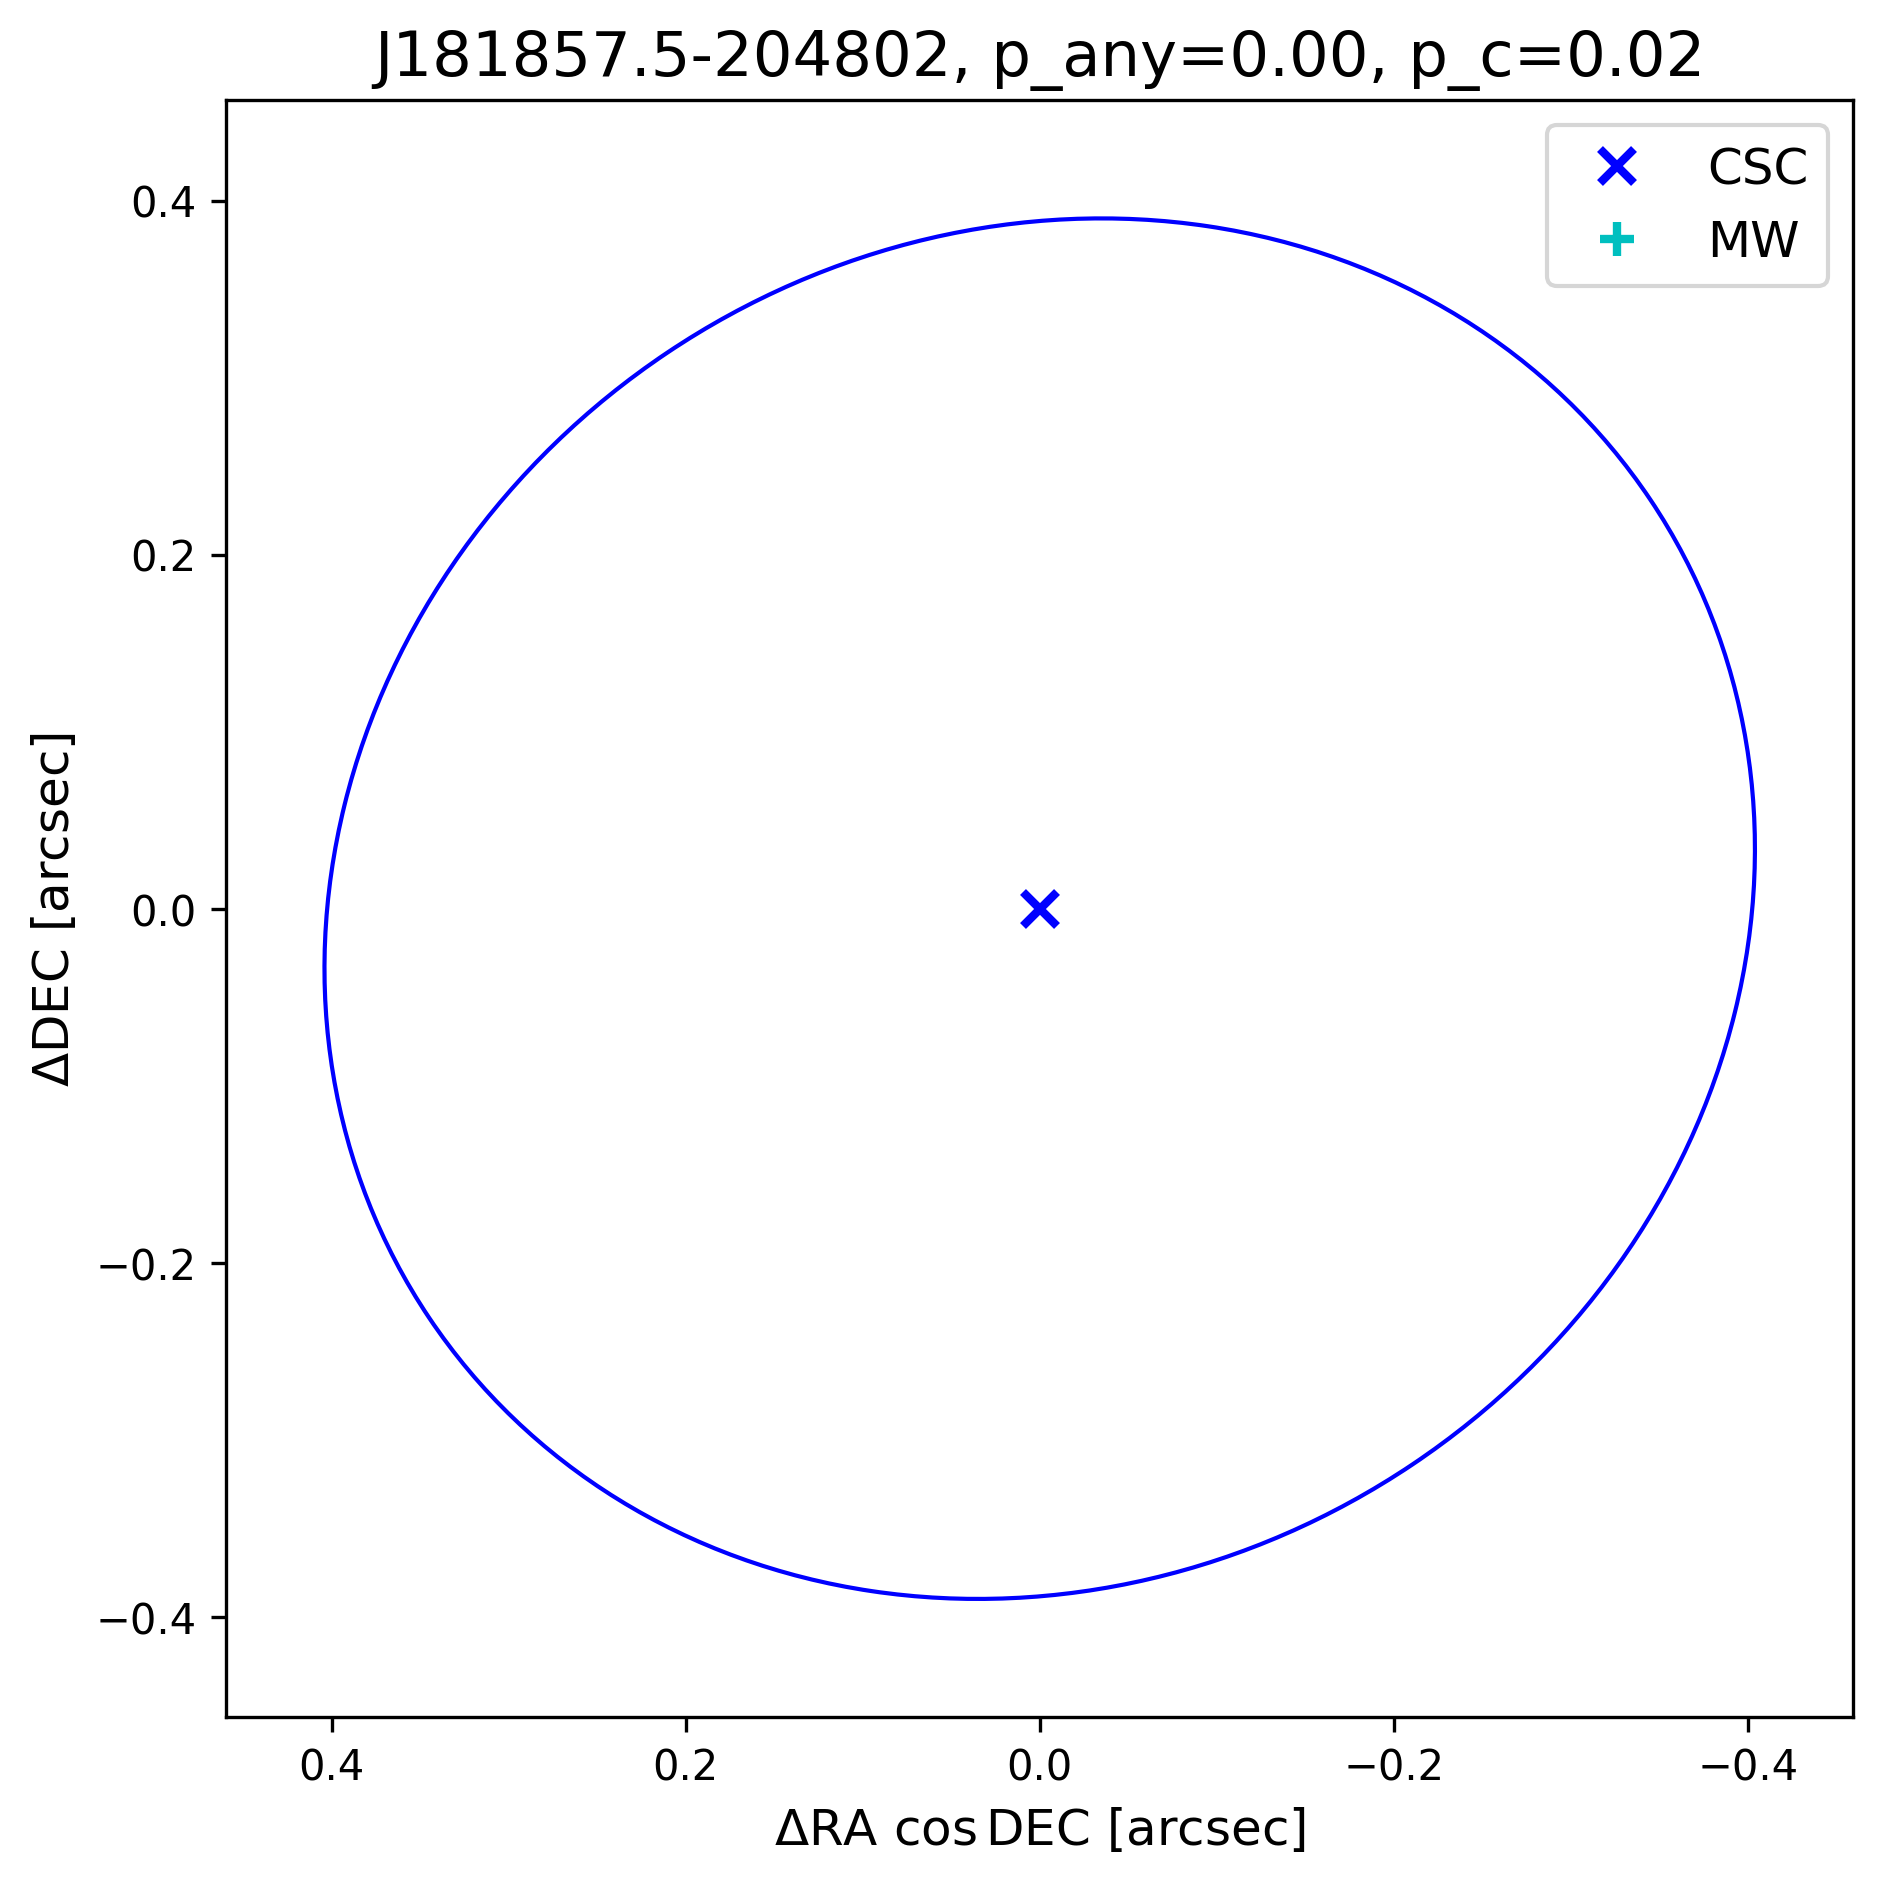 J181857.5-204802, p_any=0.00, p_c=0.02
CSC
MW
0.4
0.2
0.0
−0.2
−0.4
ΔDEC [arcsec]
0.4 0.2 0.0 −0.2 −0.4
ΔRA cos DEC [arcsec]